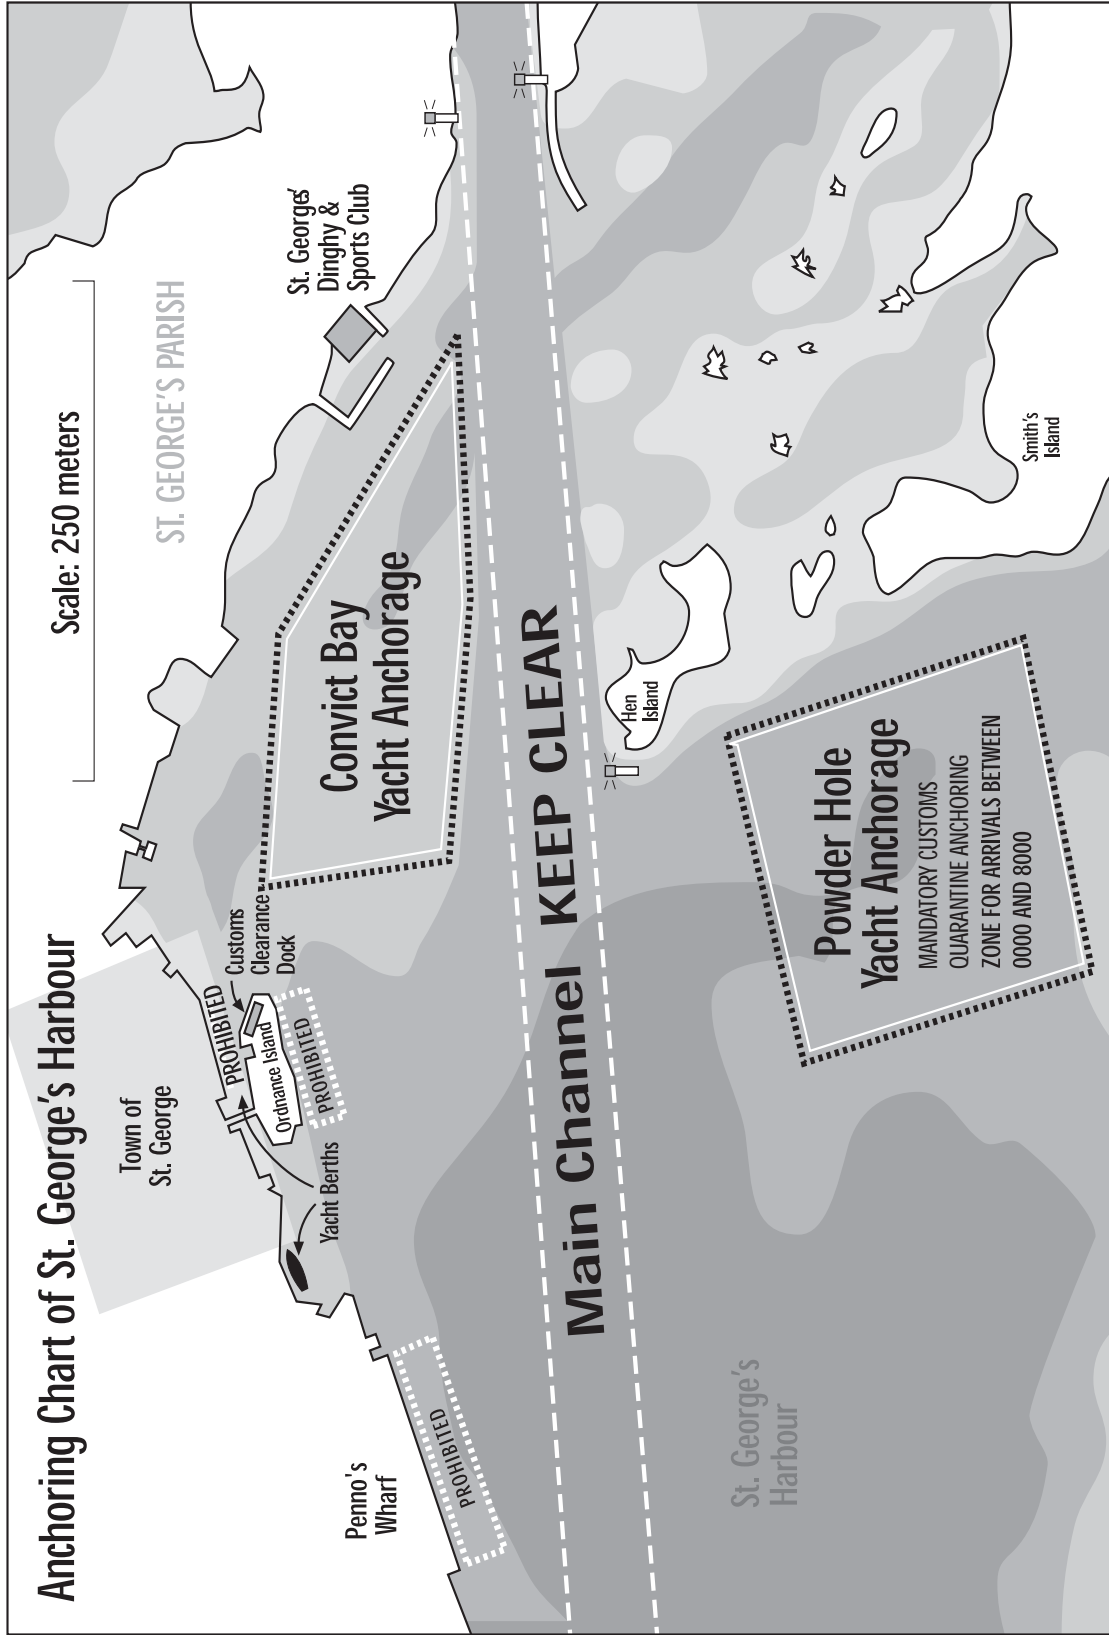 Anchoring Chart of St. George's Harbour
Scale: 250 meters
ST. GEORGE'S PARISH
Town of
St. George
St. George's'
Dinghy &
Sports Club
PROHIBITED
Customs
Clearance
Dock
Ordnance Island
PROHIBITED
Yacht Berths
Penno's
Wharf
PROHIBITED
Convict Bay
Yacht Anchorage
Main Channel KEEP CLEAR
Hen
Island
Smith's
Island
Powder Hole
Yacht Anchorage
MANDATORY CUSTOMS
QUARANTINE ANCHORING
ZONE FOR ARRIVALS BETWEEN
0000 AND 8000
St. George's
Harbour